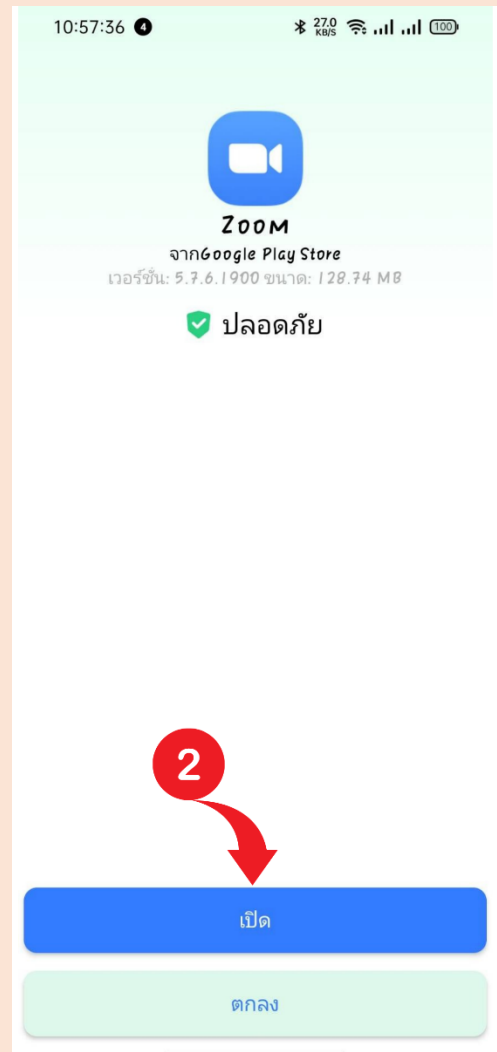 10:57:36 4 27.0 KB/S 100
ZOOM
จากGoogle Play Store
เวอร์ชั่น: 5.7.6.1900 ขนาด: 128.74 MB
ปลอดภัย
2
เปิด
ตกลง